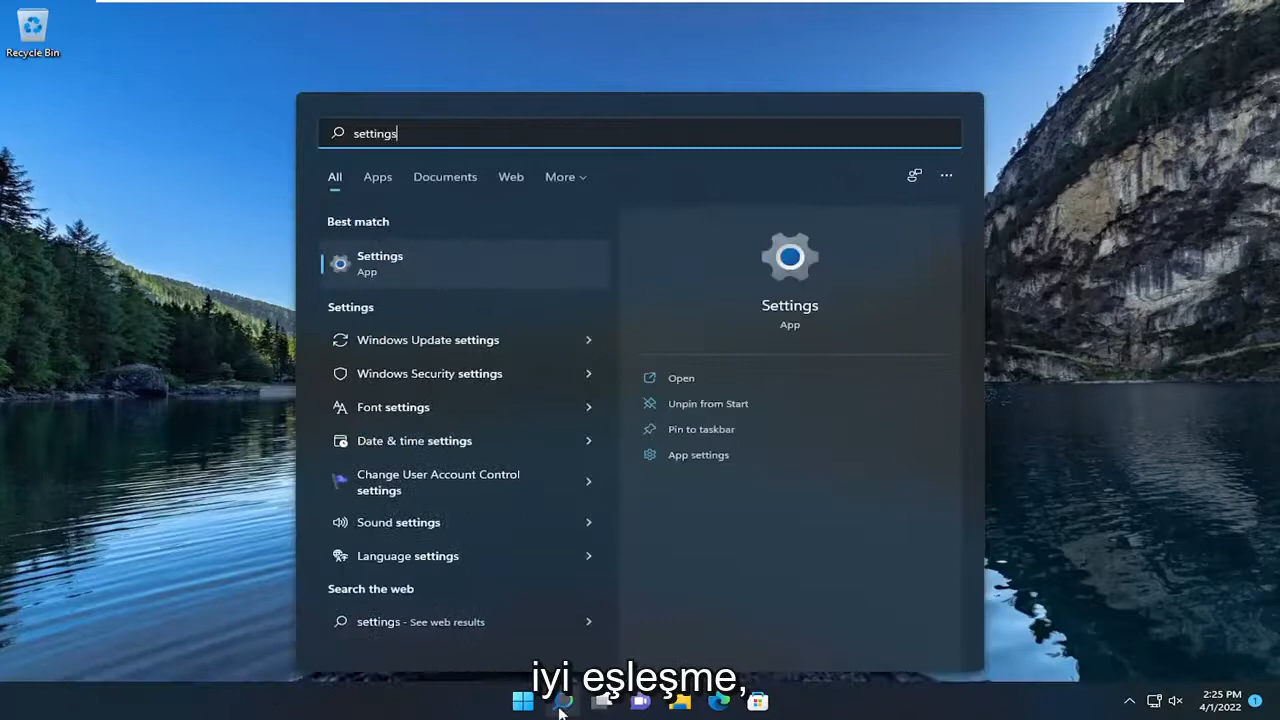 Recycle Bin
settings
All Apps Documents Web More
Best match
Settings
App
Settings
Windows Update settings
Windows Security settings
Font settings
Date & time settings
Change User Account Control
settings
Sound settings
Language settings
Search the web
settings - See web results
Settings
App
Open
Unpin from Start
Pin to taskbar
App settings
iyi eşleşme,
2:25 PM
4/1/2022
1